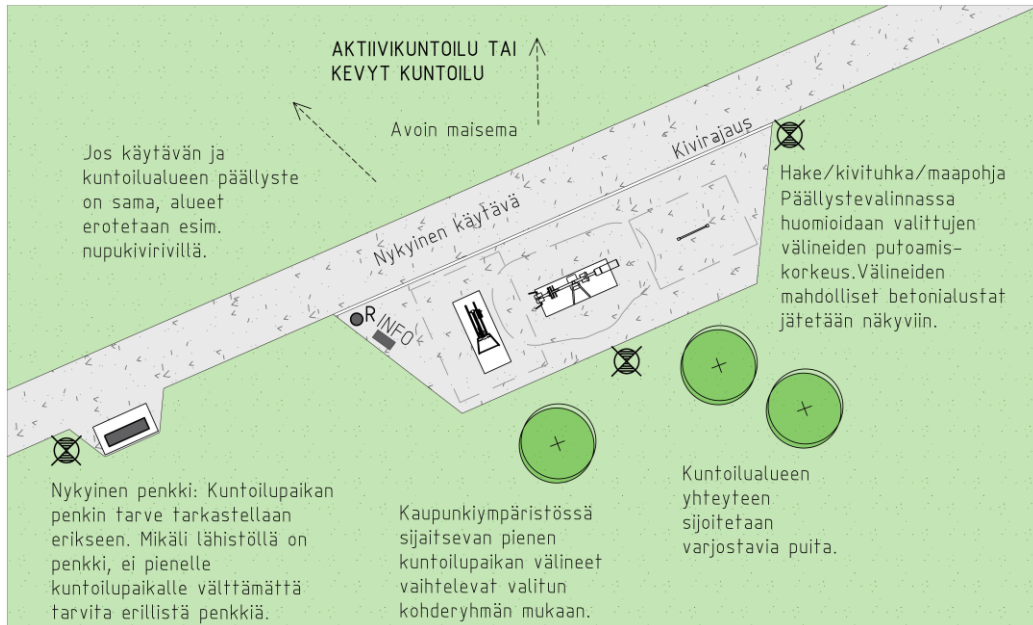 AKTIIVIKUNTOILU TAI
KEVYT KUNTOILU
Avoin maisema
Jos käytävän ja
kuntoilualueen päällyste
on sama, alueet
erotetaan esim.
nupukivirivillä.
Nykyinen käytävä
Kivirajaus
Hake/kivituhka/maapohja
Päällystevalinnassa
huomioidaan valittujen
välineiden putoamis-
korkeus.Välineiden
mahdolliset betonialustat
jätetään näkyviin.
R
INFO
Nykyinen penkki: Kuntoilupaikan
penkin tarve tarkastellaan
erikseen. Mikäli lähistöllä on
penkki, ei pienelle
kuntoilupaikalle välttämättä
tarvita erillistä penkkiä.
Kaupunkiympäristössä
sijaitsevan pienen
kuntoilupaikan välineet
vaihtelevat valitun
kohderyhmän mukaan.
Kuntoilualueen
yhteyteen
sijoitetaan
varjostavia puita.